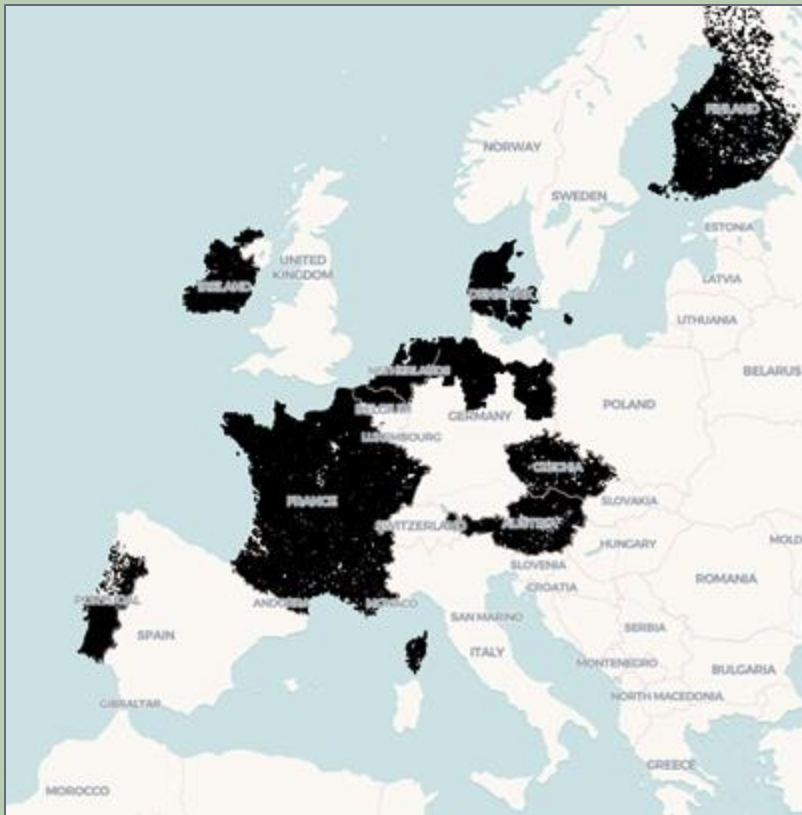 FINLAND
NORWAY
SWEDEN
ESTONIA
UNITED
KINGDOM
LATVIA
IRELAND
DENMARK
LITHUANIA
BELARUS
NETHERLANDS
POLAND
BELGIUM
GERMANY
LUXEMBOURG
CZECHIA
FRANCE
SLOVAKIA
SWITZERLAND
AUSTRIA
MOLD
HUNGARY
SLOVENIA
ROMANIA
CROATIA
PORTUGAL
ANDORRA
MONACO
SAN MARINO
SPAIN
SERBIA
ITALY
MONTENEGRO
BULGARIA
NORTH MACEDONIA
GIBRALTAR
GREECE
MOROCCO